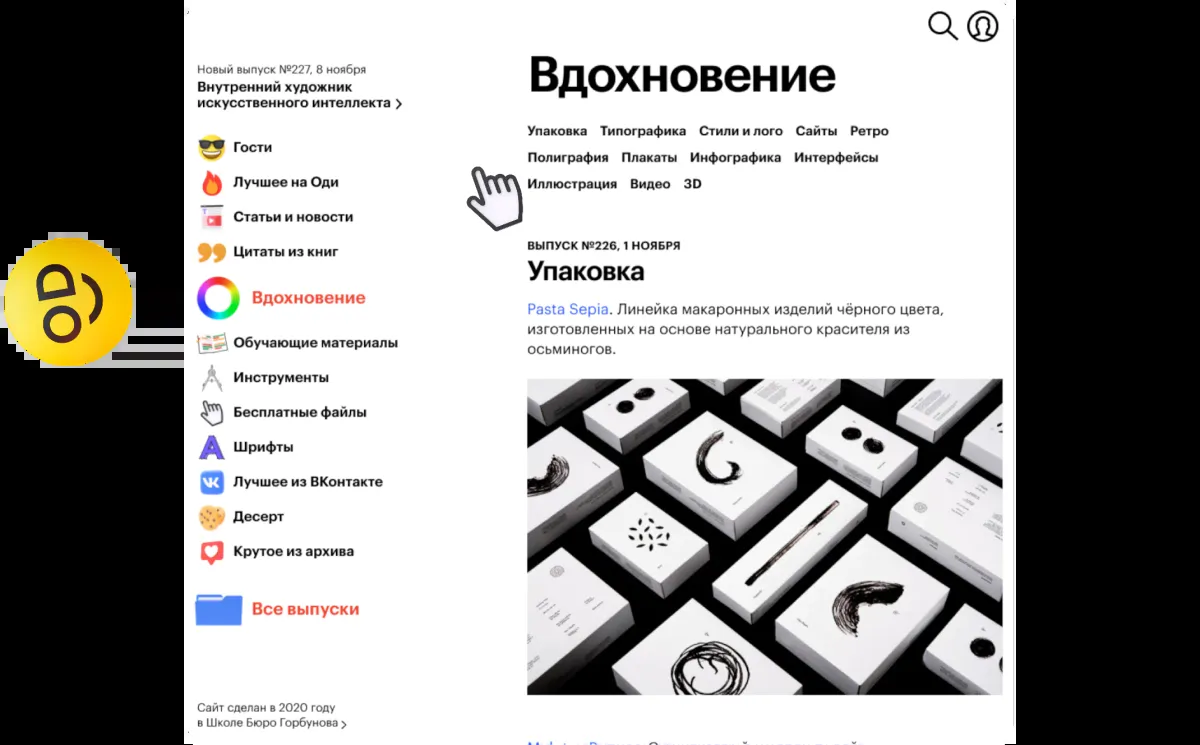 Новый выпуск №227, 8 ноября
Внутренний художник
искусственного интеллекта
Гости
Лучшее на Оди
Статьи и новости
Цитаты из книг
Вдохновение
Обучающие материалы
Инструменты
Бесплатные файлы
Шрифты
Лучшее из ВКонтакте
Десерт
Крутое из архива
Все выпуски
Сайт сделан в 2020 году
в Школе Бюро Горбунова
Вдохновение
Упаковка Типографика Стили и лого Сайты Ретро
Полиграфия Плакаты Инфографика Интерфейсы
Иллюстрация Видео 3D
ВЫПУСК №226, 1 НОЯБРЯ
Упаковка
Pasta Sepia. Линейка макаронных изделий чёрного цвета,
изготовленных на основе натурального красителя из
осьминогов.